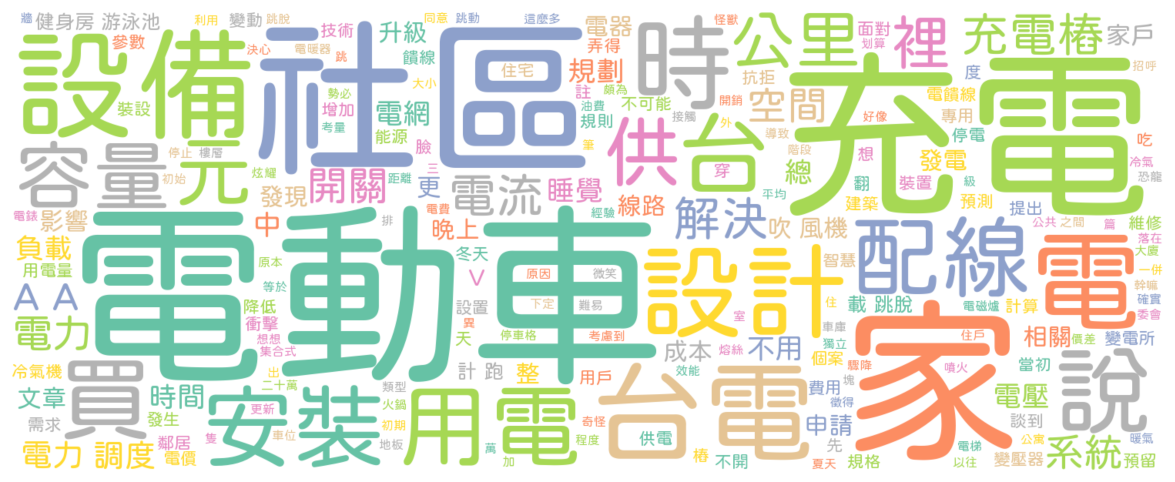 健身房 游泳池 變動 利用 跳脫 同意 跳動 這麼多 電器 怪獸 面對 划算 充電樁 家戶
牆 參數 決心 電暖器 技術 升級 弄得 公里 裡 招呼
設備 社區 跳 饋線 大小 住宅 規劃 時 抗拒 度
裝設 勢必 增加 電網 註 頗為 不可能 開銷 空間 電饋線 專用 充電
考量 能源 油費 規則 接觸 外 好像 停電
容量 元 停止 樓層 炫耀 臉 三 距離 筆 供 台 導致 階段 發電 吃
初始 發現 開關 更 電流 睡覺 穿 總 想 翻 裝置 級 預測 冷氣 恐龍
電錶 影響 中 電費 排 經驗 線路 平均 建築 提出 公共 之間 篇 維修
負載 原本 電動車 晚上 解決 吹 風機 配線 落在 大廈
用電量 等於 冬天 V 原因 微笑 設計 智慧 電 一併
A A 降低 衝擊 設置 下定 難易 住 載 跳脫 電磁爐 計算 幹嘛 確實 委會
電力 想想 集合式 異 天 停車格 考慮到 室 車庫 獨立 家 住戶 相關 價差 變電所
冷氣機 買 出 二十萬 類型 計 跑 整 用戶 成本 效能 熔絲 不用 個案 驟降 噴火 當初 說
文章 時間 安裝 火鍋 用電 台電 塊 費用 徵得 電壓
需求 發生 更新 初期 奇怪 申請 談到
電力 調度 鄰居 電價 隻 車位 地板 萬 加 程度 供電 樁 不開 先 夏天 規格 電梯 以往 公寓 變壓器 系統 暖氣 預留